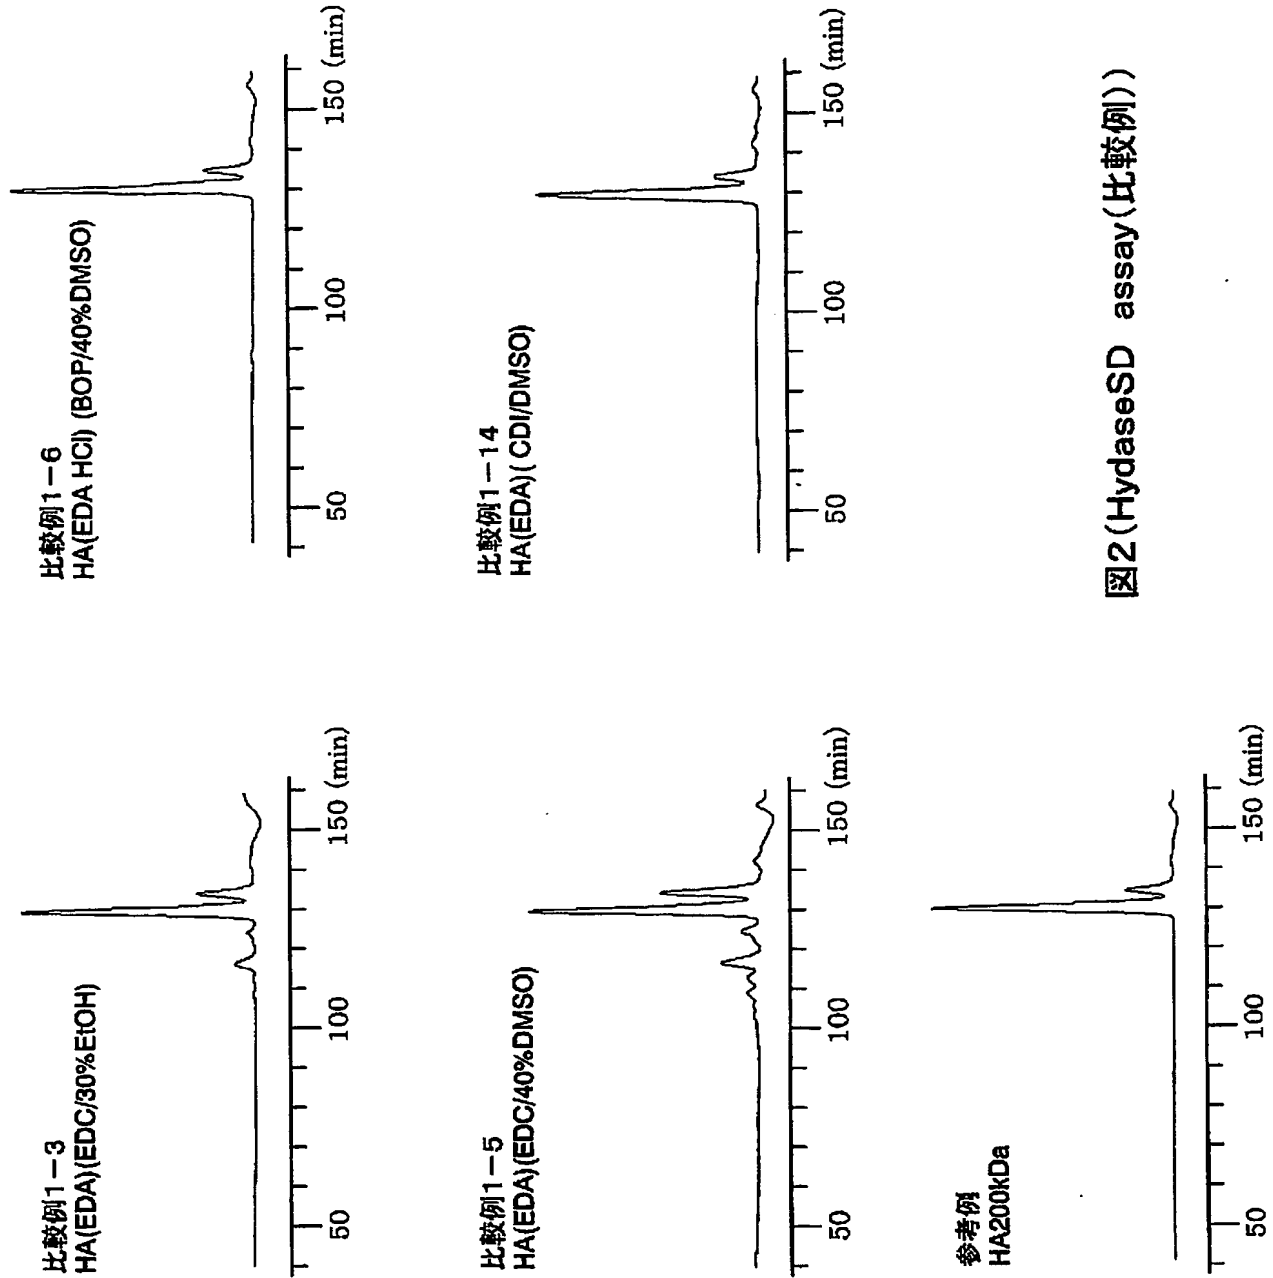 比較例1－3
HA(EDA)(EDC/30%EtOH)
50
100
150 (min)
比較例1－6
HA(EDA HCl) (BOP/40%DMSO)
50
100
150 (min)
比較例1－5
HA(EDA)(EDC/40%DMSO)
50
100
150 (min)
比較例1－14
HA(EDA)( CDI/DMSO)
50
100
150 (min)
参考例
HA200kDa
50
100
150 (min)
図2(HydaseSD assay(比較例))